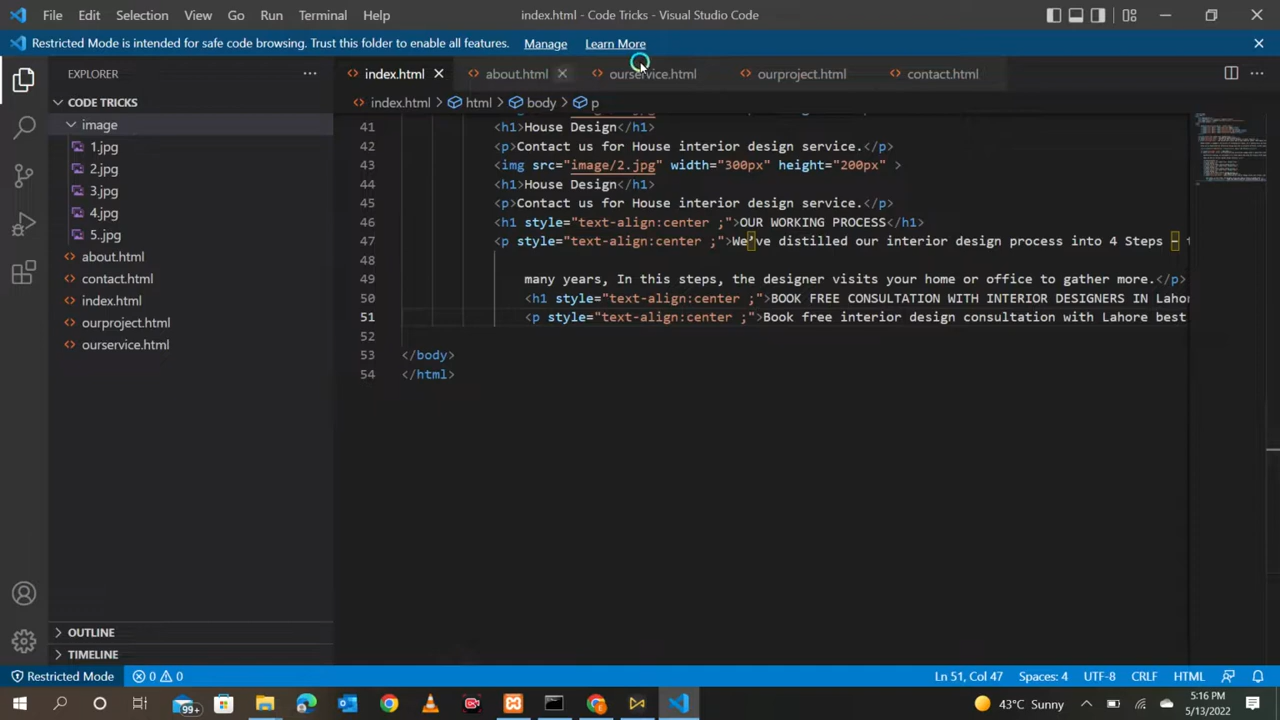 File Edit Selection View Go Run Terminal Help index.html - Code Tricks - Visual Studio Code
Restricted Mode is intended for safe code browsing. Trust this folder to enable all features. Manage Learn More
EXPLORER
index.html about.html ourservice.html ourproject.html contact.html
CODE TRICKS
index.html html body p
image
1.jpg
2.jpg
3.jpg
4.jpg
5.jpg
about.html
contact.html
index.html
ourproject.html
ourservice.html
41 <h1>House Design</h1>
42 <p>Contact us for House interior design service.</p>
43 <img src="image/2.jpg" width="300px" height="200px" >
44 <h1>House Design</h1>
45 <p>Contact us for House interior design service.</p>
46 <h1 style="text-align:center ;">OUR WORKING PROCESS</h1>
47 <p style="text-align:center ;">We’ve distilled our interior design process into 4 Steps –
48
49 many years, In this steps, the designer visits your home or office to gather more.</p>
50 <h1 style="text-align:center ;">BOOK FREE CONSULTATION WITH INTERIOR DESIGNERS IN Lahor
51 <p style="text-align:center ;">Book free interior design consultation with Lahore best
52
53 </body>
54 </html>
OUTLINE
TIMELINE
Restricted Mode 0 0 Ln 51, Col 47 Spaces: 4 UTF-8 CRLF HTML
99+ 43°C Sunny 5:16 PM
5/13/2022